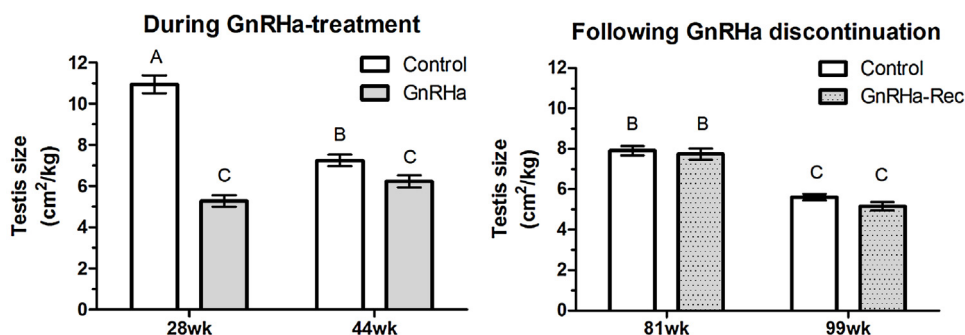 During GnRHa-treatment
A
Control
GnRHa
B
C
C
Testis size
(cm²/kg)
12
10
8
6
4
2
0
28wk
44wk
Following GnRHa discontinuation
Control
GnRHa-Rec
B
B
C
C
Testis size
(cm²/kg)
12
10
8
6
4
2
0
81wk
99wk